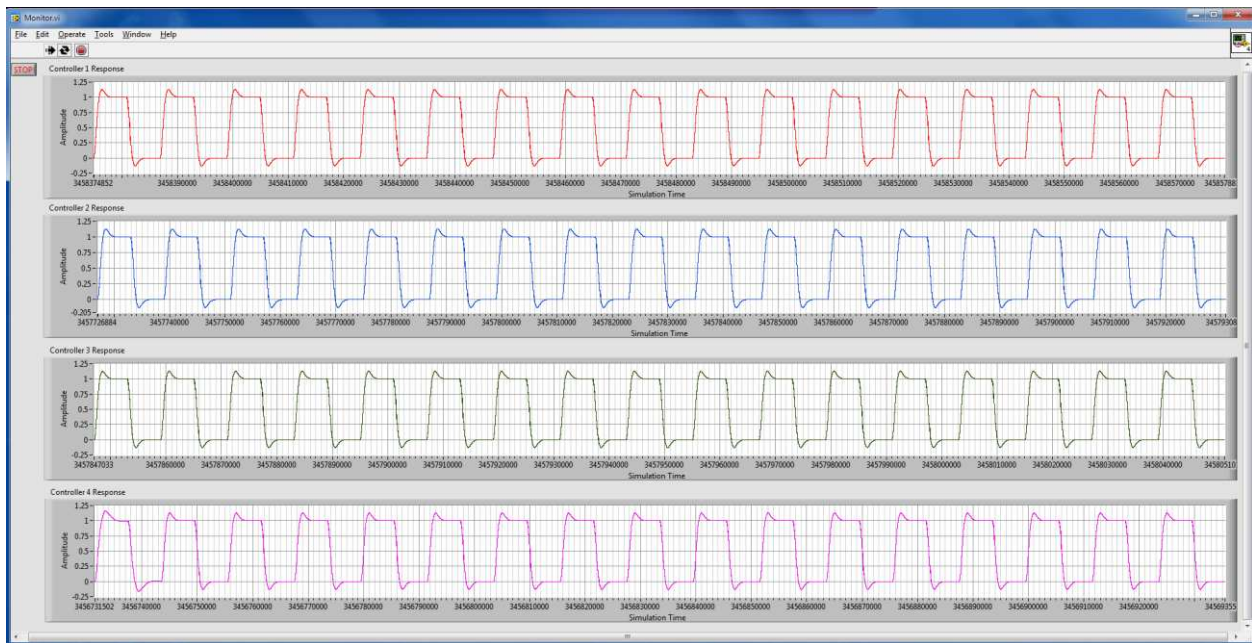 Monitor.vi
File Edit Operate Tools Window Help
STOP
Controller 1 Response
1.25
1
0.75
0.5
0.25
0
-0.25
Amplitude
3458374852 3458390000 3458400000 3458410000 3458420000 3458430000 3458440000 3458450000 3458460000 3458470000 3458480000 3458490000 3458500000 3458510000 3458520000 3458530000 3458540000 3458550000 3458560000 3458570000 34585788
Simulation Time
Controller 2 Response
1.25
1
0.75
0.5
0.25
0
-0.205
Amplitude
3457726884 3457740000 3457750000 3457760000 3457770000 3457780000 3457790000 3457800000 3457810000 3457820000 3457830000 3457840000 3457850000 3457860000 3457870000 3457880000 3457890000 3457900000 3457910000 3457920000 34579308
Simulation Time
Controller 3 Response
1.25
1
0.75
0.5
0.25
0
-0.25
Amplitude
3457847033 3457860000 3457870000 3457880000 3457890000 3457900000 3457910000 3457920000 3457930000 3457940000 3457950000 3457960000 3457970000 3457980000 3457990000 3458000000 3458010000 3458020000 3458030000 3458040000 34580510
Simulation Time
Controller 4 Response
1.25
1
0.75
0.5
0.25
0
-0.25
Amplitude
3456731502 3456740000 3456750000 3456760000 3456770000 3456780000 3456790000 3456800000 3456810000 3456820000 3456830000 3456840000 3456850000 3456860000 3456870000 3456880000 3456890000 3456900000 3456910000 3456920000 34569355
Simulation Time